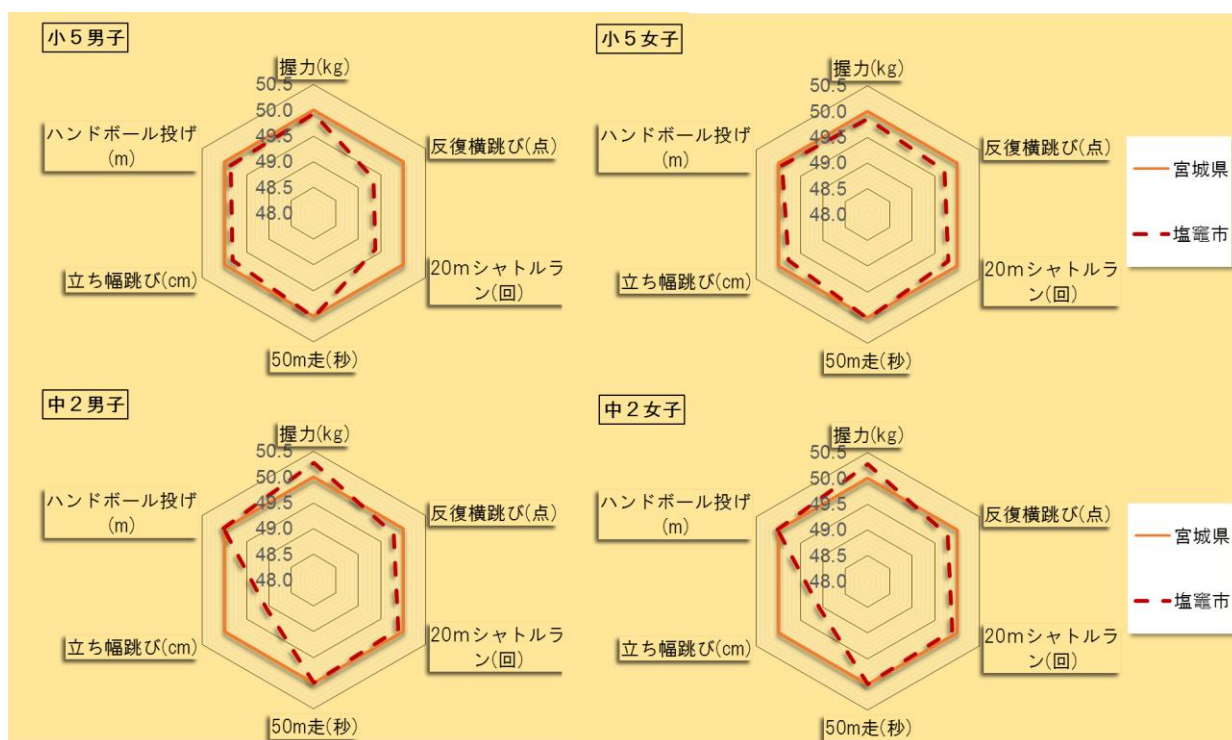 小5男子
握力(kg)
50.5
50.0
49.5
49.0
48.5
48.0
ハンドボール投げ
(m)
反復横跳び(点)
立ち幅跳び(cm)
20mシャトルラ
ン(回)
50m走(秒)
小5女子
握力(kg)
50.5
50.0
49.5
49.0
48.5
48.0
ハンドボール投げ
(m)
反復横跳び(点)
立ち幅跳び(cm)
20mシャトルラ
ン(回)
50m走(秒)
宮城県
塩竈市
中2男子
握力(kg)
50.5
50.0
49.5
49.0
48.5
48.0
ハンドボール投げ
(m)
反復横跳び(点)
立ち幅跳び(cm)
20mシャトルラ
ン(回)
50m走(秒)
中2女子
握力(kg)
50.5
50.0
49.5
49.0
48.5
48.0
ハンドボール投げ
(m)
反復横跳び(点)
立ち幅跳び(cm)
20mシャトルラ
ン(回)
50m走(秒)
宮城県
塩竈市